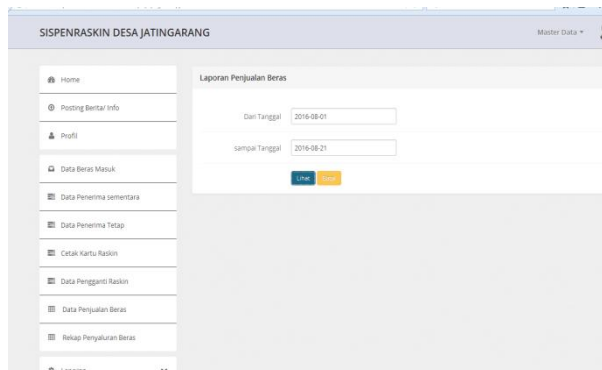 SISPENRASKIN DESA JATINGARANG
Master Data
Home
Posting Berita/ Info
Profil
Data Beras Masuk
Data Penerima sementara
Data Penerima Tetap
Cetak Kartu Raskin
Data Pengganti Raskin
Data Penjualan Beras
Rekap Penyaluran Beras
Laporan Penjualan Beras
Dari Tanggal 2016-08-01
sampai Tanggal 2016-08-21
Lihat